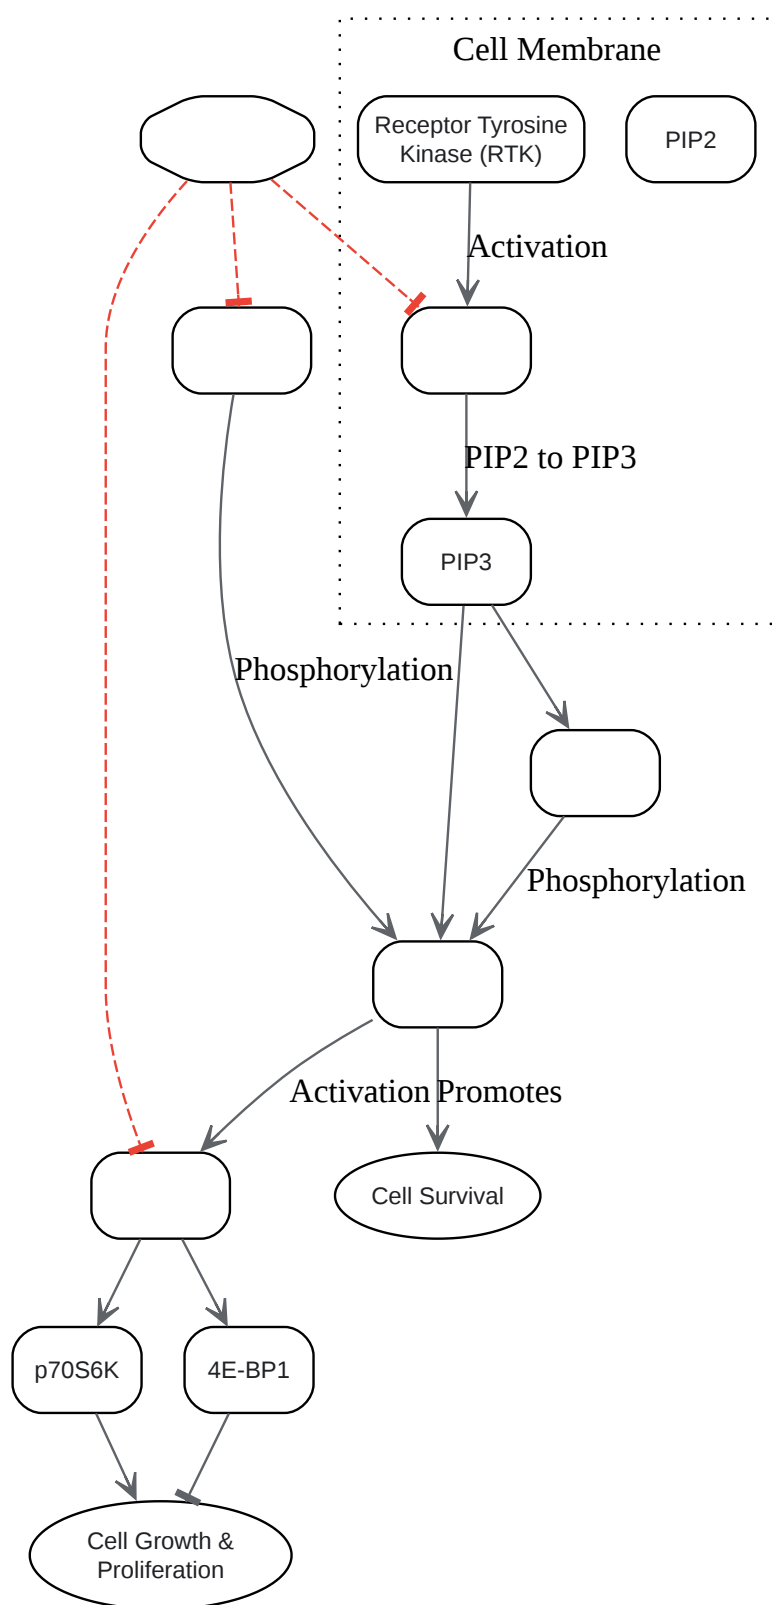 Cell Membrane
Receptor Tyrosine
Kinase (RTK)
PIP2
Activation
PIP2 to PIP3
PIP3
Phosphorylation
Phosphorylation
Activation
Promotes
Cell Survival
p70S6K
4E-BP1
Cell Growth &
Proliferation